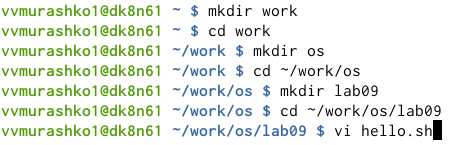 vvmurashko1@dk8n61 ~ $ mkdir work
vvmurashko1@dk8n61 ~ $ cd work
vvmurashko1@dk8n61 ~/work $ mkdir os
vvmurashko1@dk8n61 ~/work $ cd ~/work/os
vvmurashko1@dk8n61 ~/work/os $ mkdir lab09
vvmurashko1@dk8n61 ~/work/os $ cd ~/work/os/lab09
vvmurashko1@dk8n61 ~/work/os/lab09 $ vi hello.sh